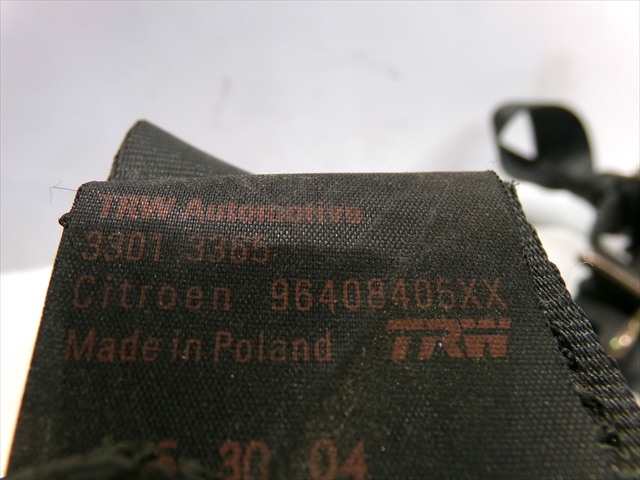 TRW Automotive
3301 3365
Citroen 96408405XX
Made in Poland TRW
30 04